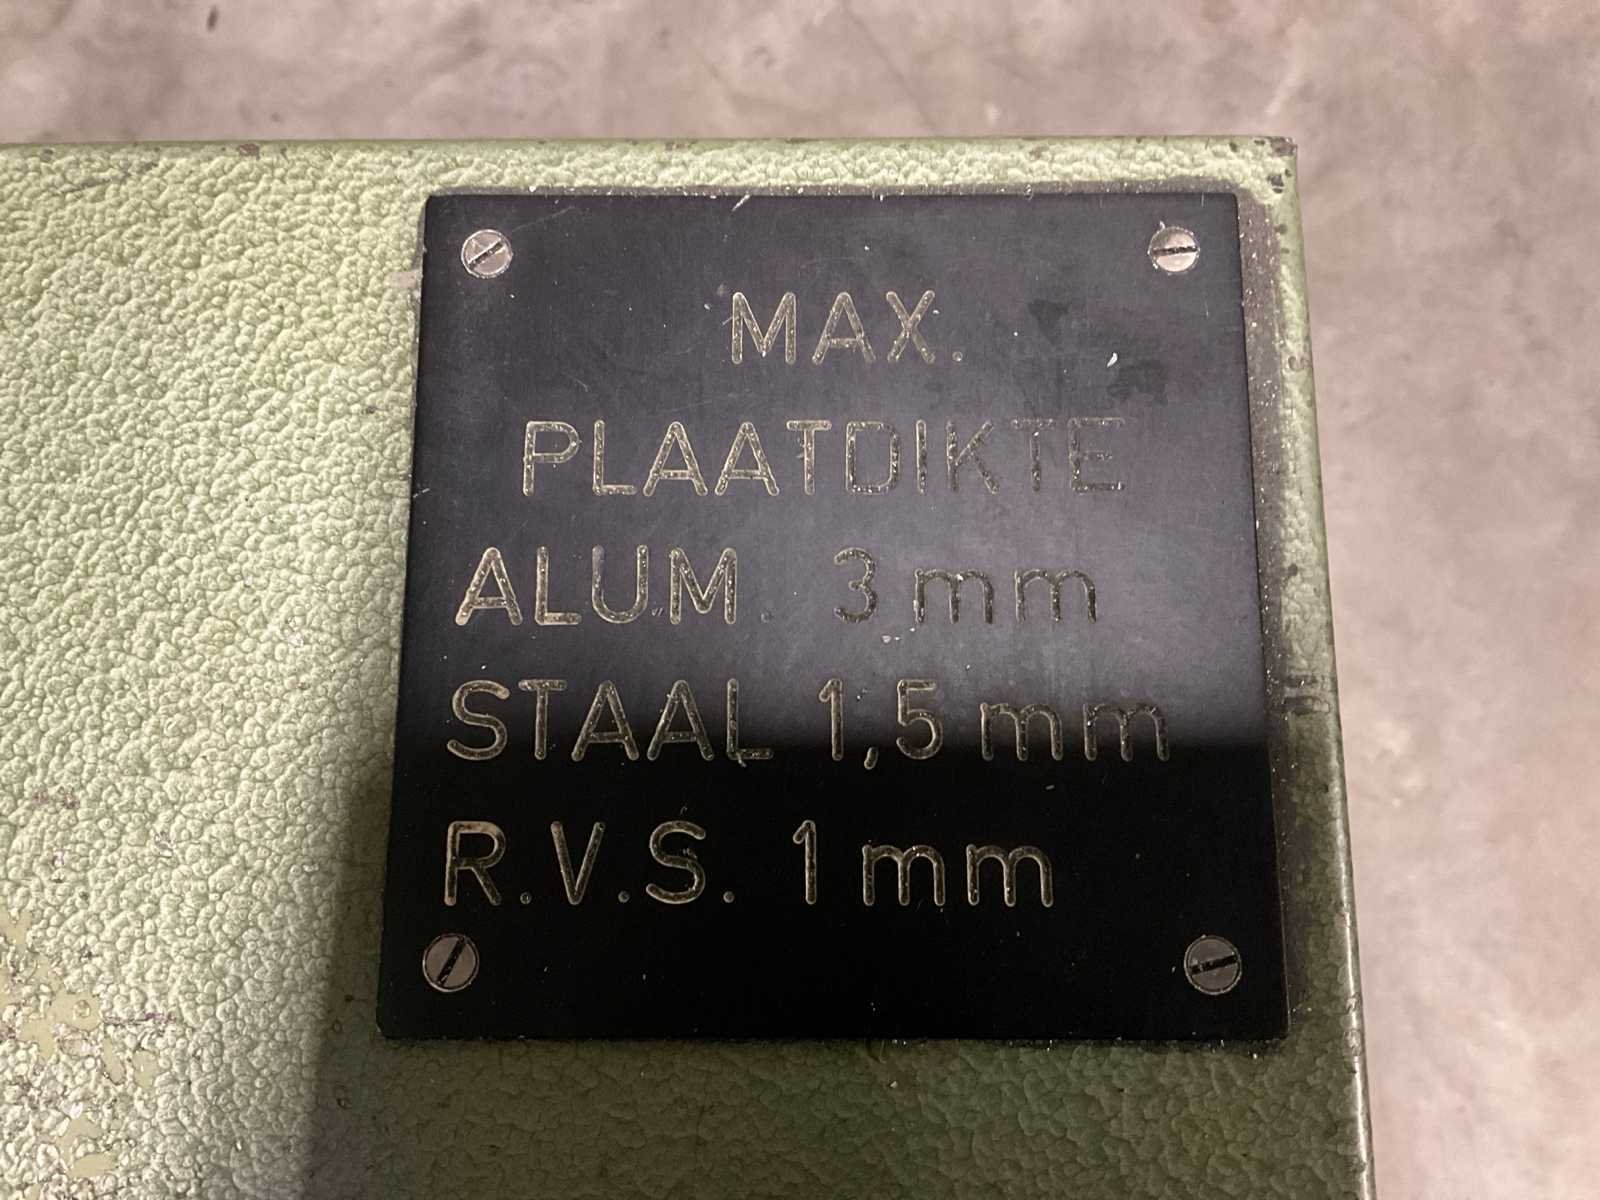 MAX.
PLAATDIKTE
ALUM. 3 mm
STAAL 1,5 mm
R.V.S. 1 mm